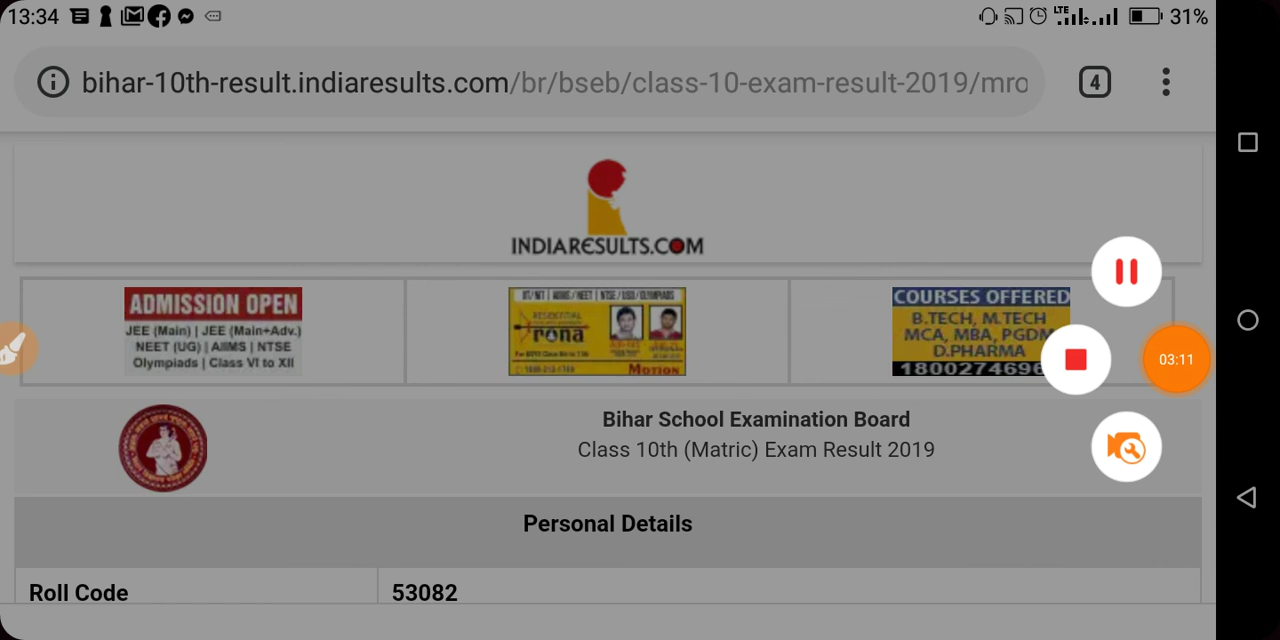 13:34
LTE
31%
bihar-10th-result.indiaresults.com/br/bseb/class-10-exam-result-2019/mro
4
INDIARESULTS.COM
ADMISSION OPEN
JEE (Main) | JEE (Main+Adv.)
NEET (UG) | AIIMS | NTSE
Olympiads | Class VI to XII
RESIDENTIAL
MOTION
COURSES OFFERED
B.TECH, M.TECH
MCA, MBA, PGDM
D.PHARMA
1800274696
03:11
Bihar School Examination Board
Class 10th (Matric) Exam Result 2019
Personal Details
Roll Code 53082